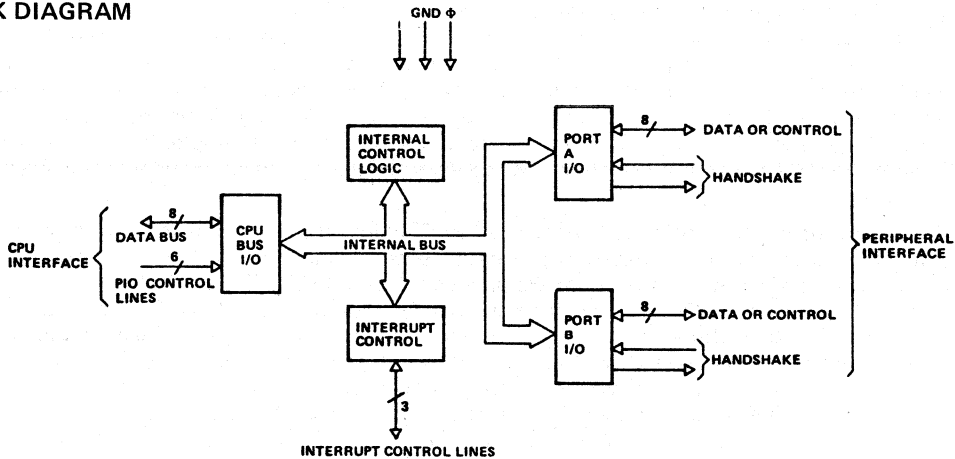 K DIAGRAM
GND Φ
INTERNAL
CONTROL
LOGIC
PORT
A
I/O
8
DATA OR CONTROL
HANDSHAKE
CPU
INTERFACE
8
DATA BUS
6
PIO CONTROL
LINES
CPU
BUS
I/O
INTERNAL BUS
PERIPHERAL
INTERFACE
INTERRUPT
CONTROL
3
INTERRUPT CONTROL LINES
PORT
B
I/O
8
DATA OR CONTROL
HANDSHAKE